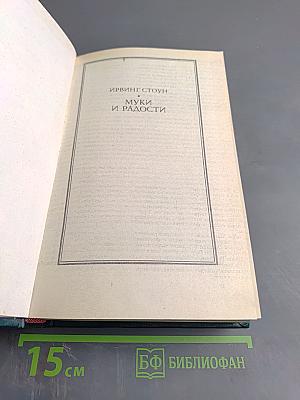 ИРВИНГ СТОУН
МУКИ
И РАДОСТИ
15 см
БФ БИБЛИОФАН